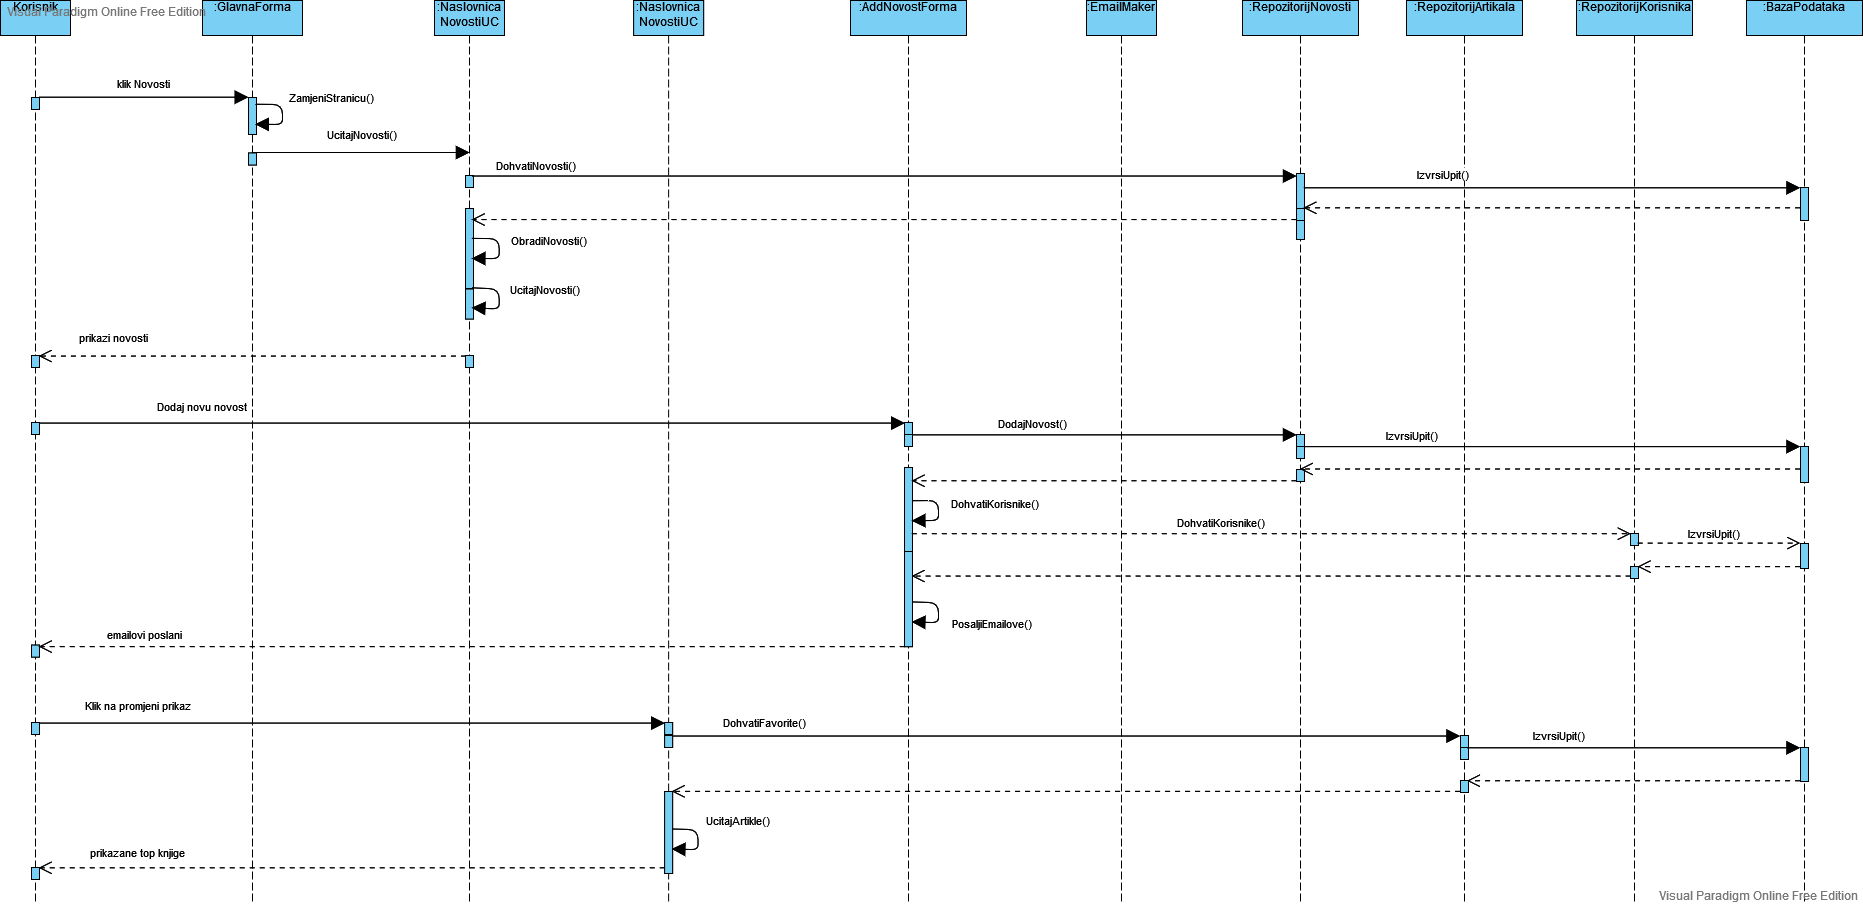 Korisnik
Visual Paradigm Online Free Edition
:GlavnaForma
:Naslovnica
NovostiUC
:Naslovnica
NovostiUC
:AddNovostForma
:EmailMaker
:RepozitorijNovosti
:RepozitorijArtikala
:RepozitorijKorisnika
:BazaPodataka
klik Novosti
ZamjeniStranicu()
UcitajNovosti()
DohvatiNovosti()
IzvrsiUpit()
ObradiNovosti()
UcitajNovosti()
prikazi novosti
Dodaj novu novost
DodajNovost()
IzvrsiUpit()
DohvatiKorisnike()
DohvatiKorisnike()
IzvrsiUpit()
PosaljiEmailove()
emailovi poslani
Klik na promjeni prikaz
DohvatiFavorite()
IzvrsiUpit()
UcitajArtikle()
prikazane top knjige
Visual Paradigm Online Free Edition